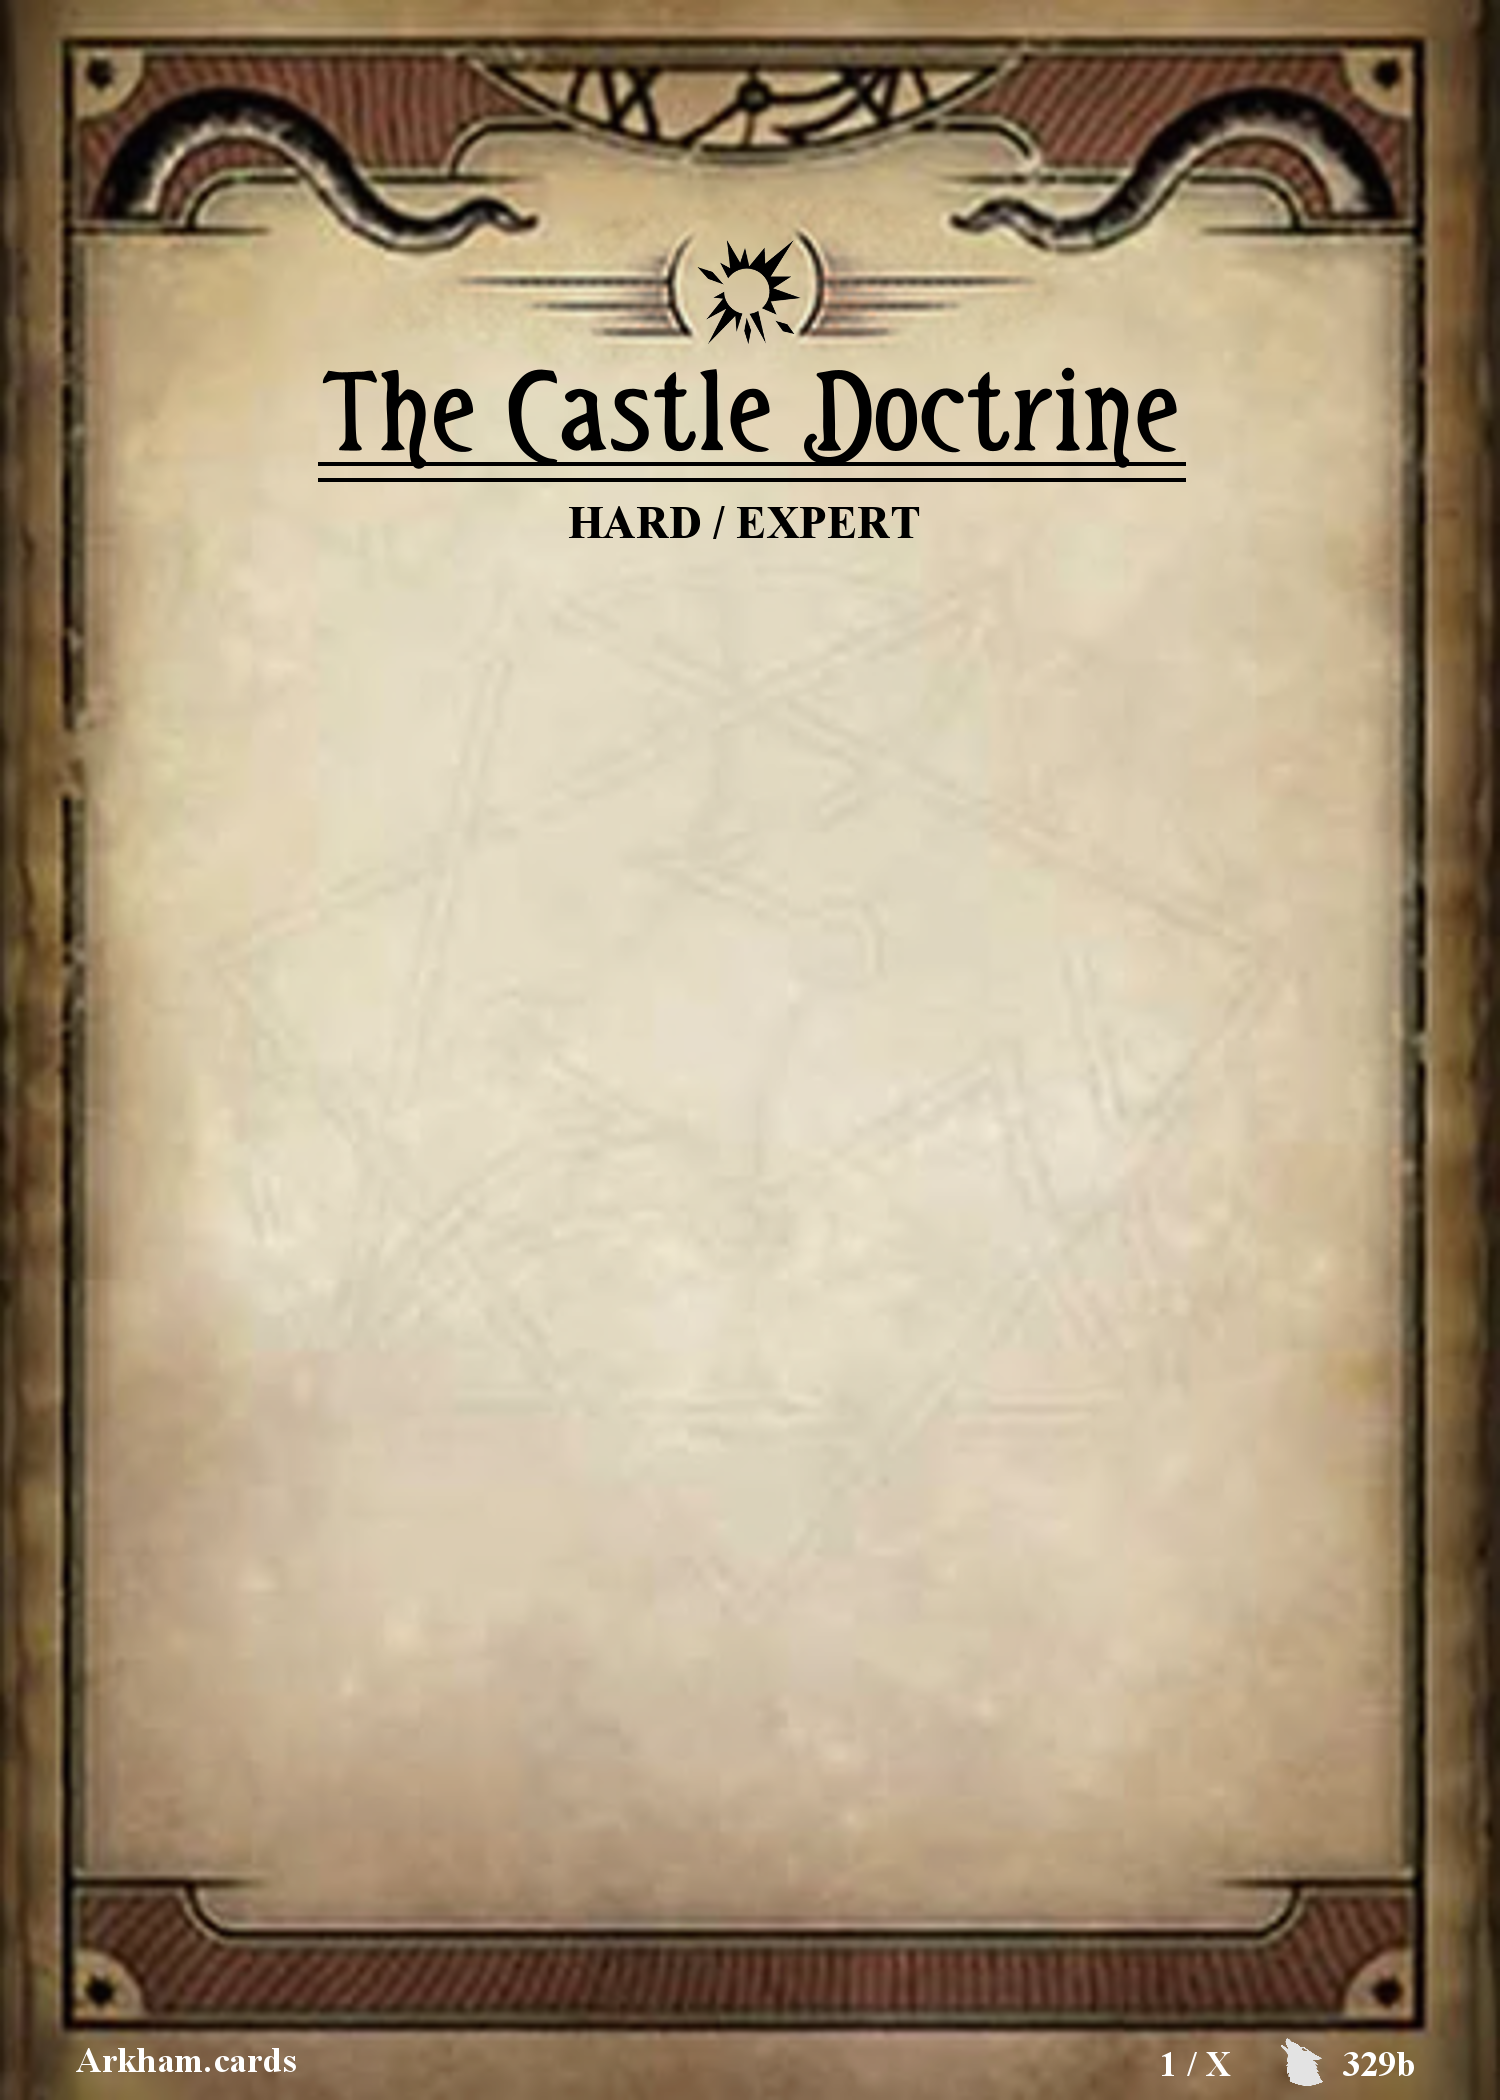 The Castle Doctrine
HARD / EXPERT
Arkham.cards
1 / X
329b